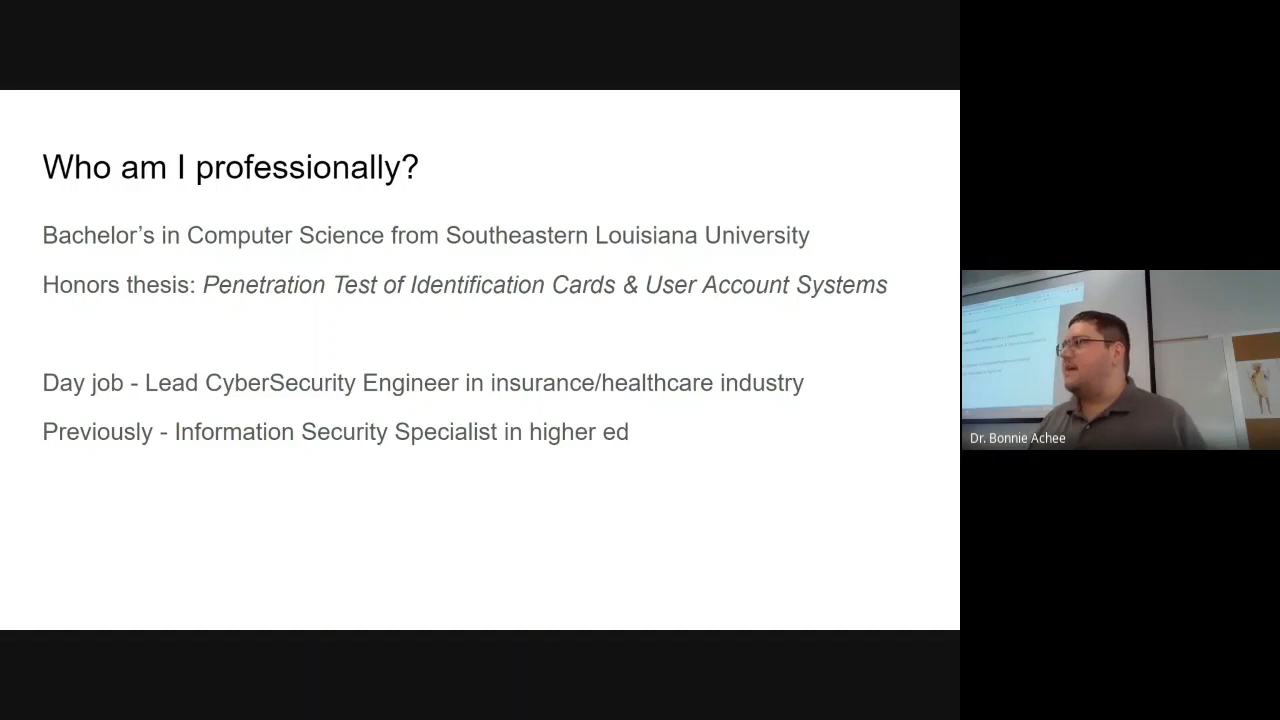 Who am I professionally?
Bachelor’s in Computer Science from Southeastern Louisiana University
Honors thesis: Penetration Test of Identification Cards & User Account Systems
Day job - Lead CyberSecurity Engineer in insurance/healthcare industry
Previously - Information Security Specialist in higher ed
Dr. Bonnie Achee